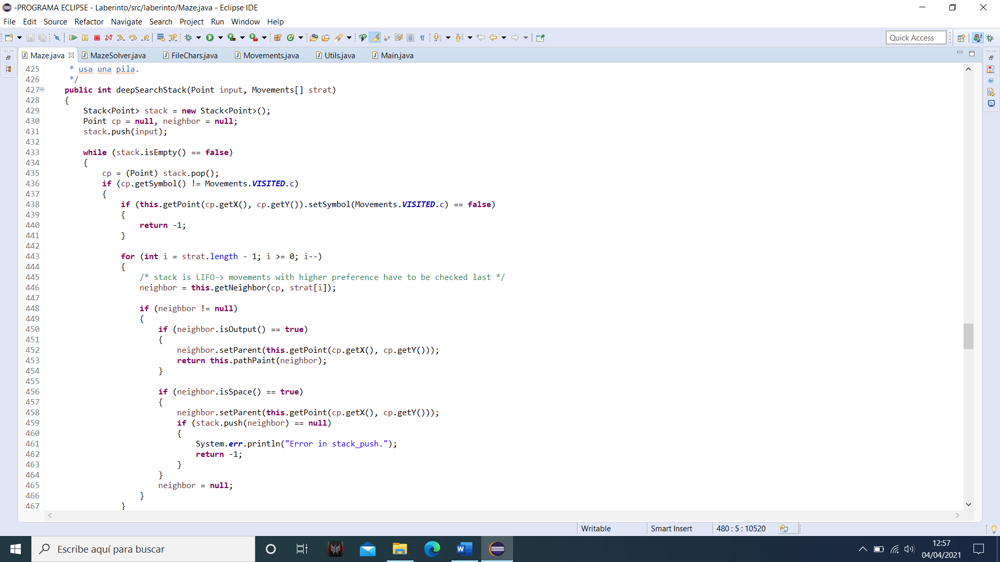 -PROGRAMA ECLIPSE - Laberinto/src/laberinto/Maze.java - Eclipse IDE
File Edit Source Refactor Navigate Search Project Run Window Help
Quick Access
Maze.java MazeSolver.java FileChars.java Movements.java Utils.java Main.java
425 * usa una pila.
426 */
427 public int deepSearchStack(Point input, Movements[] strat)
428 {
429 Stack<Point> stack = new Stack<Point>();
430 Point cp = null, neighbor = null;
431 stack.push(input);
432
433 while (stack.isEmpty() == false)
434 {
435 cp = (Point) stack.pop();
436 if (cp.getSymbol() != Movements.VISITED.c)
437 {
438 if (this.getPoint(cp.getX(), cp.getY()).setSymbol(Movements.VISITED.c) == false)
439 {
440 return -1;
441 }
442
443 for (int i = strat.length - 1; i >= 0; i--)
444 {
445 /* stack is LIFO-> movements with higher preference have to be checked last */
446 neighbor = this.getNeighbor(cp, strat[i]);
447
448 if (neighbor != null)
449 {
450 if (neighbor.isOutput() == true)
451 {
452 neighbor.setParent(this.getPoint(cp.getX(), cp.getY()));
453 return this.pathPaint(neighbor);
454 }
455
456 if (neighbor.isSpace() == true)
457 {
458 neighbor.setParent(this.getPoint(cp.getX(), cp.getY()));
459 if (stack.push(neighbor) == null)
460 {
461 System.err.println("Error in stack_push.");
462 return -1;
463 }
464 }
465 neighbor = null;
466 }
467 }
Writable Smart Insert 480 : 5 : 10520
Escribe aquí para buscar
12:57
04/04/2021